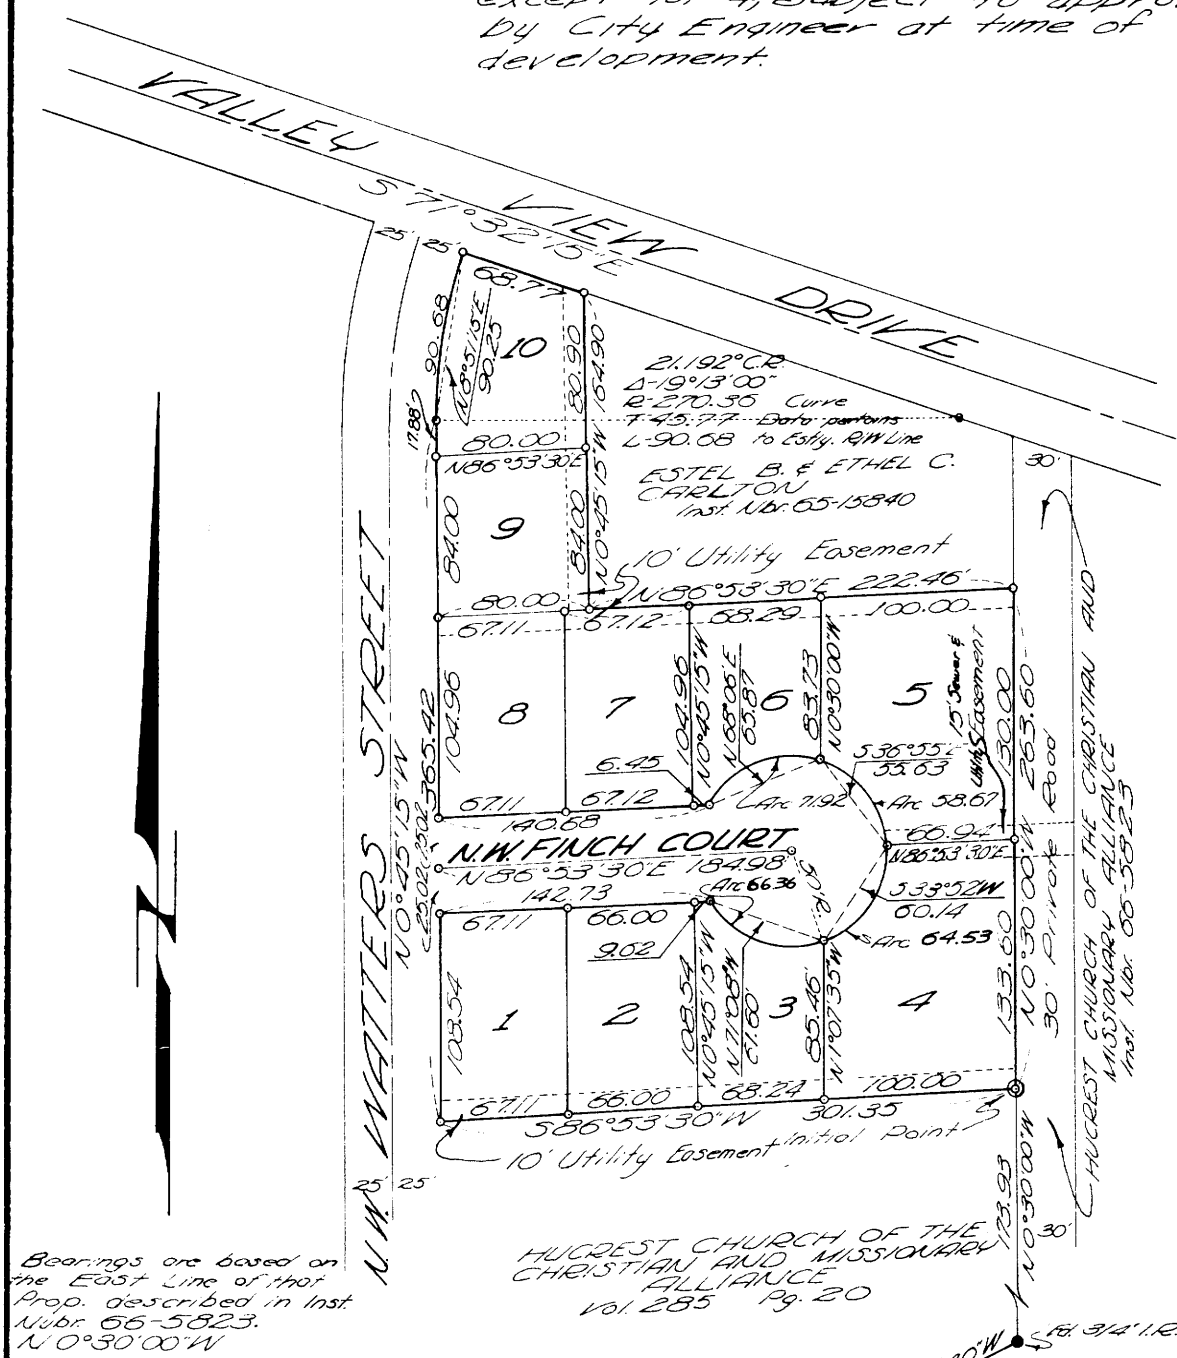 by City Engineer at time of
development.
VALLEY VIEW DRIVE
S 71°32'15"E
25' 25'
68.77
90.68
N8°51'15"E
90.25
10
80.90
164.90
N0°45'15"W
17.88'
80.00
N86°53'30"E
21.192° C.R.
Δ-19°13'00"
R-270.36 Curve
T-45.77 Data pertains
L-90.68 to Estly. R/W Line
ESTEL B. & ETHEL C.
CARLTON
Inst. Nbr. 65-15840
30'
84.00
9
84.00
10' Utility Easement
80.00
N86°53'30"E 222.46'
67.11
67.12
68.29
100.00
N.W. WATTERS STREET
N0°45'15"W
365.42
104.96
8
7
104.96
N0°45'15"W
N68°06'E
65.87
6
83.73
N0°30'00"W
5
15' Sewer &
Utility Easement
130.00
263.60
N0°30'00"W
6.45
S36°55'E
55.63
Arc 71.92
Arc 58.67
67.11
67.12
140.68
N.W. FINCH COURT
N86°53'30"E 184.98
25.02
25.02
66.94
N86°53'30"E
142.73
Arc 66.36
S33°52'W
60.14
Arc 64.53
67.11
66.00
9.62
108.54
1
2
108.54
N0°45'15"W
N71°08'W
61.60'
3
85.46'
N1°07'35"W
4
133.60
30' Private Road
HUCREST CHURCH OF THE CHRISTIAN AND
MISSIONARY ALLIANCE
Inst. Nbr. 66-5823
67.11
66.00
68.24
100.00
S86°53'30"W
301.35
10' Utility Easement
Initial Point
25' 25'
173.93
N0°30'00"W
30'
HUCREST CHURCH OF THE
CHRISTIAN AND MISSIONARY
ALLIANCE
Vol. 285 Pg. 20
Bearings are based on
the East Line of that
Prop. described in Inst.
Nubr. 66-5823.
N 0°30'00"W
Fd. 3/4" I.R.